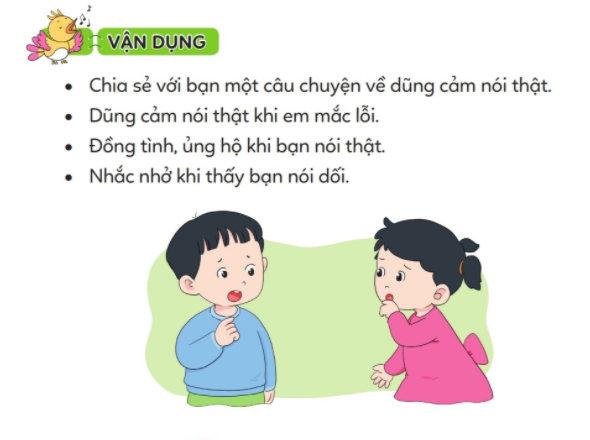 VẬN DỤNG
• Chia sẻ với bạn một câu chuyện về dũng cảm nói thật.
• Dũng cảm nói thật khi em mắc lỗi.
• Đồng tình, ủng hộ khi bạn nói thật.
• Nhắc nhở khi thấy bạn nói dối.